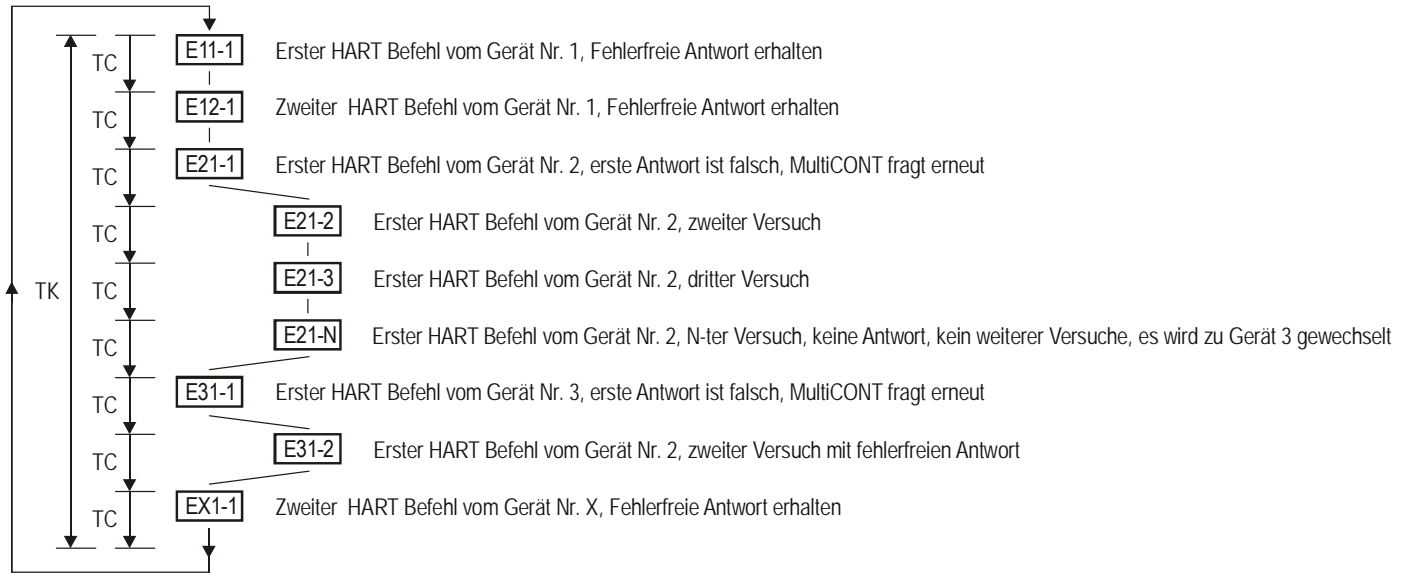 E11-1 Erster HART Befehl vom Gerät Nr. 1, Fehlerfreie Antwort erhalten
TC
E12-1 Zweiter HART Befehl vom Gerät Nr. 1, Fehlerfreie Antwort erhalten
TC
E21-1 Erster HART Befehl vom Gerät Nr. 2, erste Antwort ist falsch, MultiCONT fragt erneut
TC
E21-2 Erster HART Befehl vom Gerät Nr. 2, zweiter Versuch
TC
E21-3 Erster HART Befehl vom Gerät Nr. 2, dritter Versuch
TK TC
E21-N Erster HART Befehl vom Gerät Nr. 2, N-ter Versuch, keine Antwort, kein weiterer Versuche, es wird zu Gerät 3 gewechselt
TC
E31-1 Erster HART Befehl vom Gerät Nr. 3, erste Antwort ist falsch, MultiCONT fragt erneut
TC
E31-2 Erster HART Befehl vom Gerät Nr. 2, zweiter Versuch mit fehlerfreien Antwort
TC
EX1-1 Zweiter HART Befehl vom Gerät Nr. X, Fehlerfreie Antwort erhalten
TC